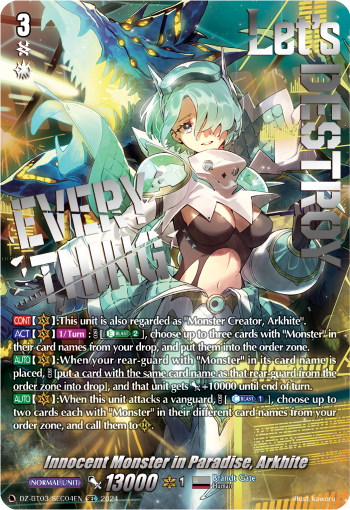 3
Let's
DESTROY
EVERY
THING
CONT【 】:This unit is also regarded as "Monster Creator, Arkhite".
ACT【 】1/Turn:[ BLAST 2 ], choose up to three cards with "Monster" in
their card names from your drop, and put them into the order zone.
AUTO【 】:When your rear-guard with "Monster" in its card name is
placed, [put a card with the same card name as that rear-guard from the
order zone into drop], and that unit gets +10000 until end of turn.
AUTO【 】:When this unit attacks a vanguard, [ BLAST 1 ], choose up to
two cards each with "Monster" in their different card names from your
order zone, and call them to R.
Innocent Monster in Paradise, Arkhite
NORMAL UNIT 13000 1 Brandt Gate
Human
DZ-BT03/SEC04EN 2024 illust. kaworu